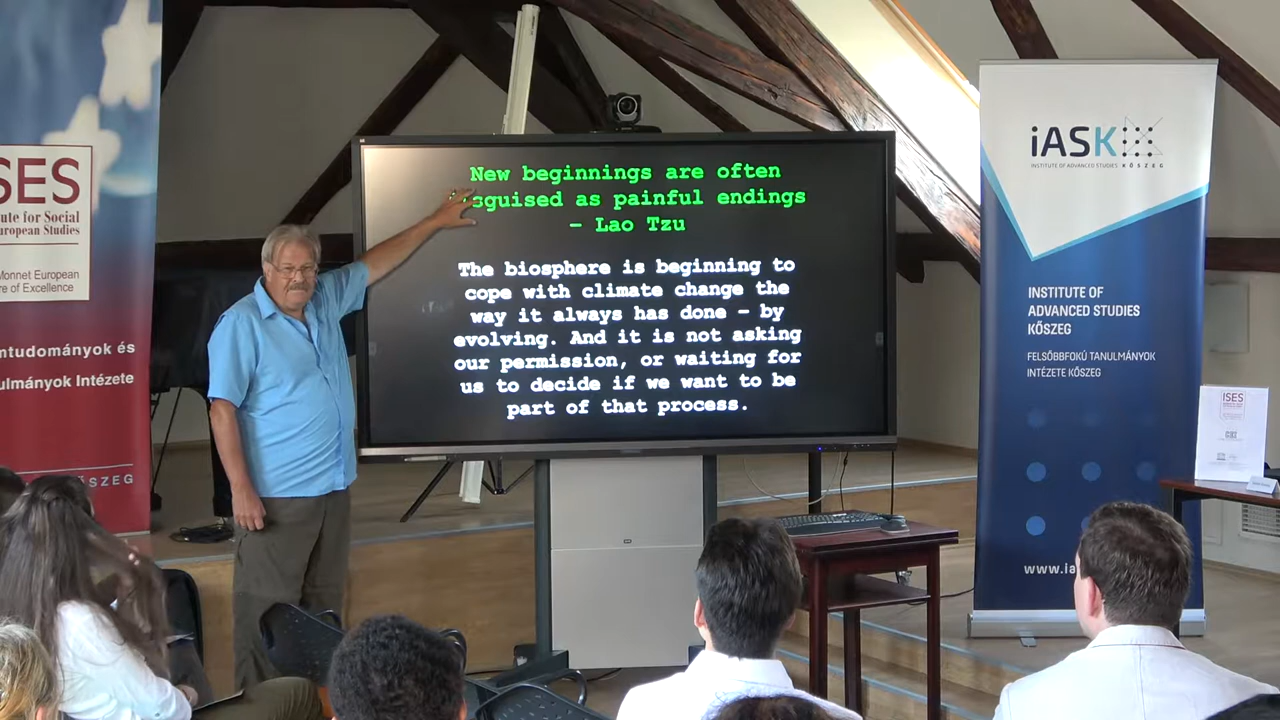 New beginnings are often
disguised as painful endings
– Lao Tzu
The biosphere is beginning to
cope with climate change the
way it always has done – by
evolving. And it is not asking
our permission, or waiting for
us to decide if we want to be
part of that process.
SES
ute for Social
uropean Studies
Monnet European
re of Excellence
ntudományok és
ulmányok Intézete
ŐSZEG
iASK
INSTITUTE OF ADVANCED STUDIES KŐSZEG
INSTITUTE OF
ADVANCED STUDIES
KŐSZEG
FELSŐBBFOKÚ TANULMÁNYOK
INTÉZETE KŐSZEG
www.ia
ISES